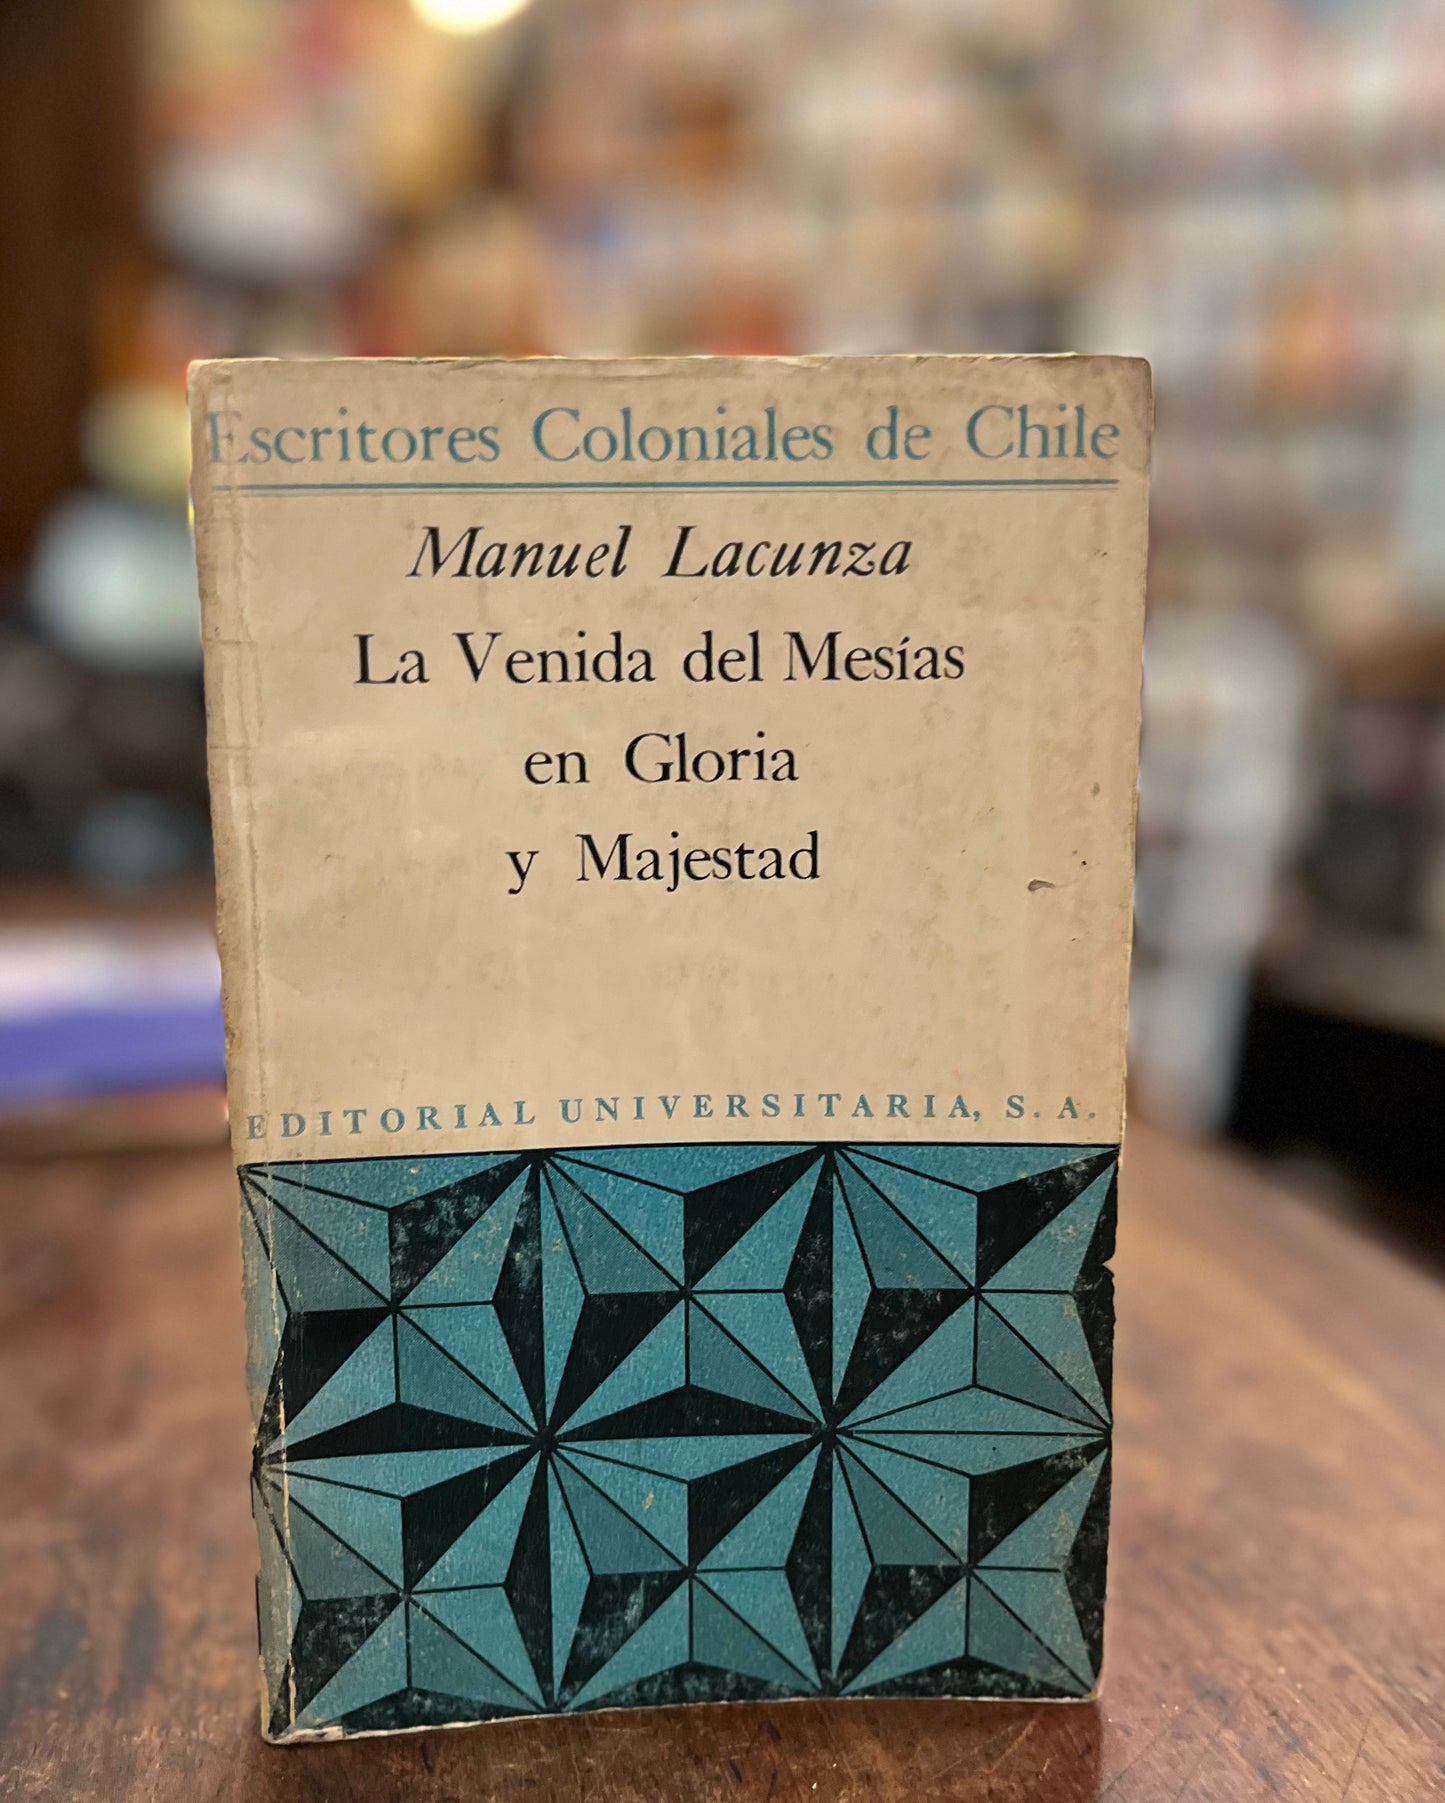 Escritores Coloniales de Chile
Manuel Lacunza
La Venida del Mesías
en Gloria
y Majestad
EDITORIAL UNIVERSITARIA, S. A.